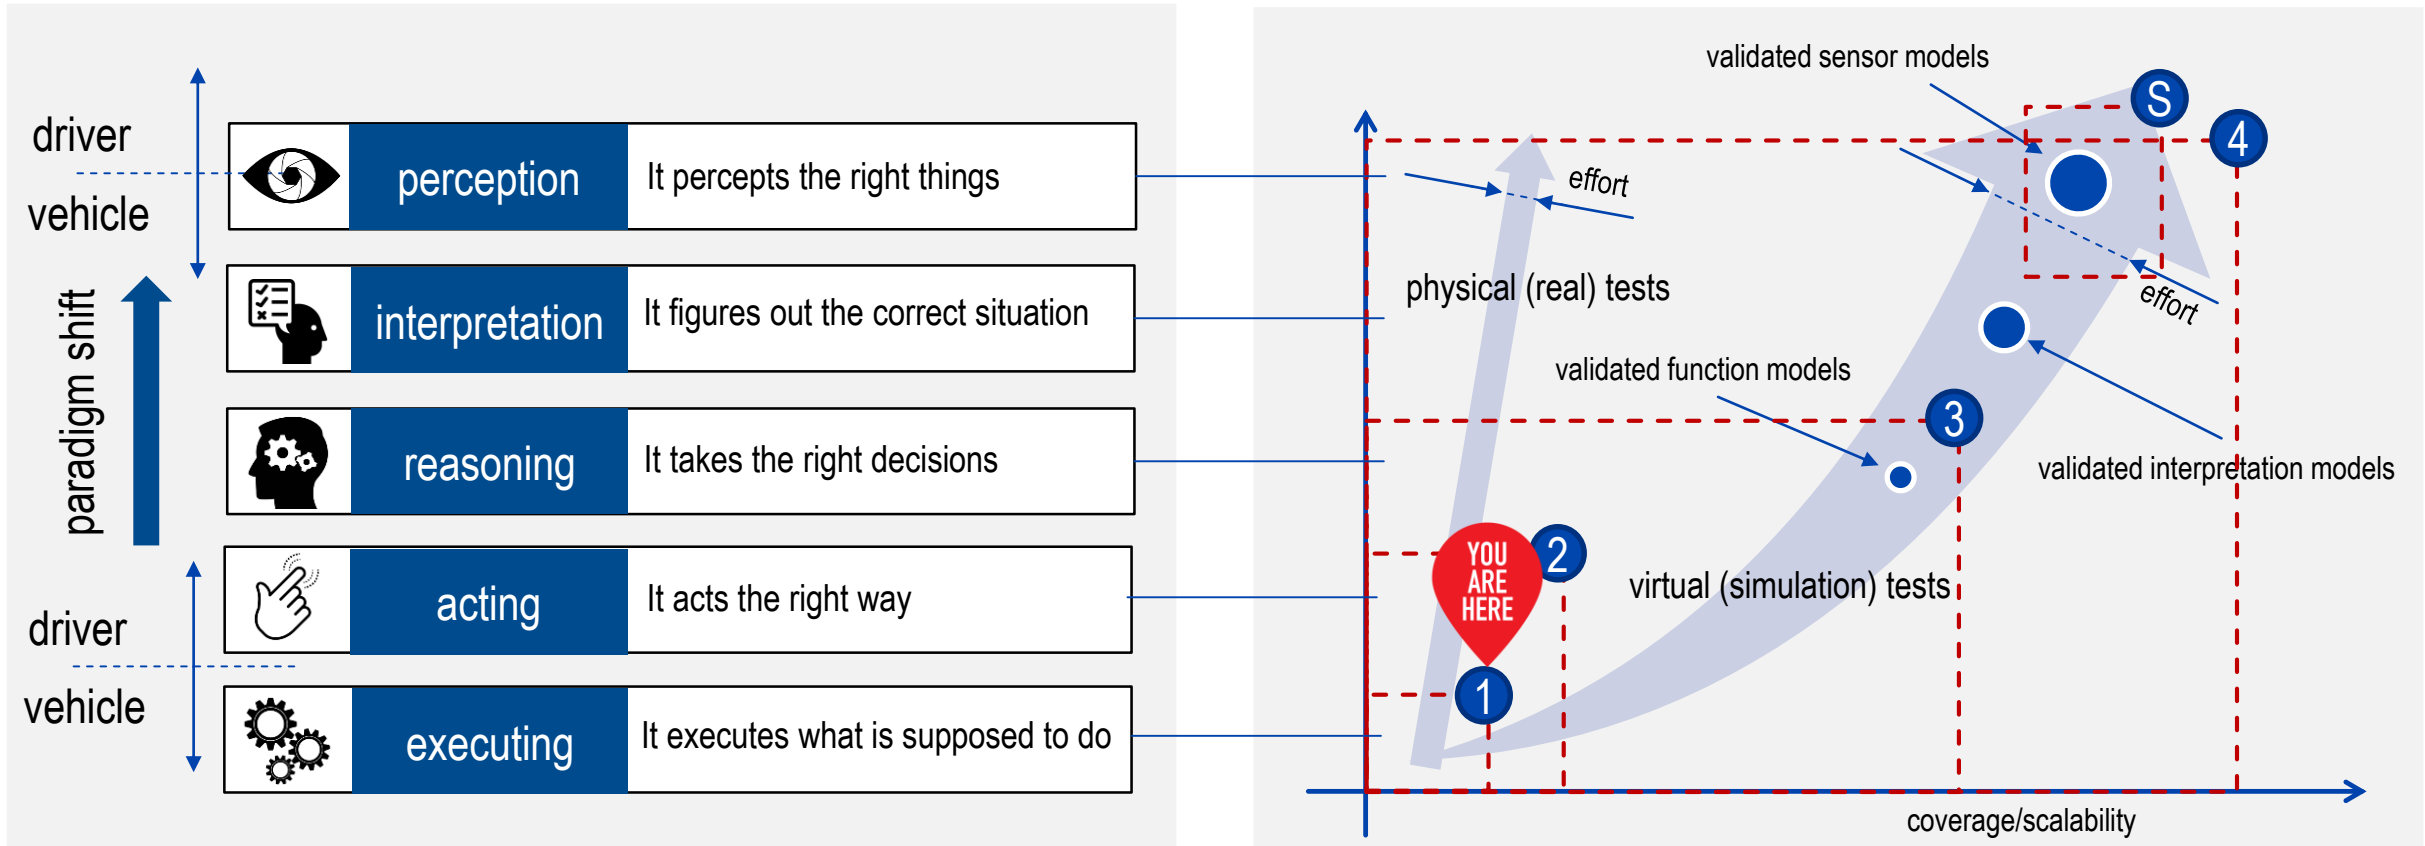 driver
vehicle
paradigm shift
driver
vehicle
perception
It percepts the right things
interpretation
It figures out the correct situation
reasoning
It takes the right decisions
acting
It acts the right way
executing
It executes what is supposed to do
validated sensor models
S
4
effort
physical (real) tests
effort
validated function models
3
validated interpretation models
YOU
ARE
HERE
2
virtual (simulation) tests
1
coverage/scalability